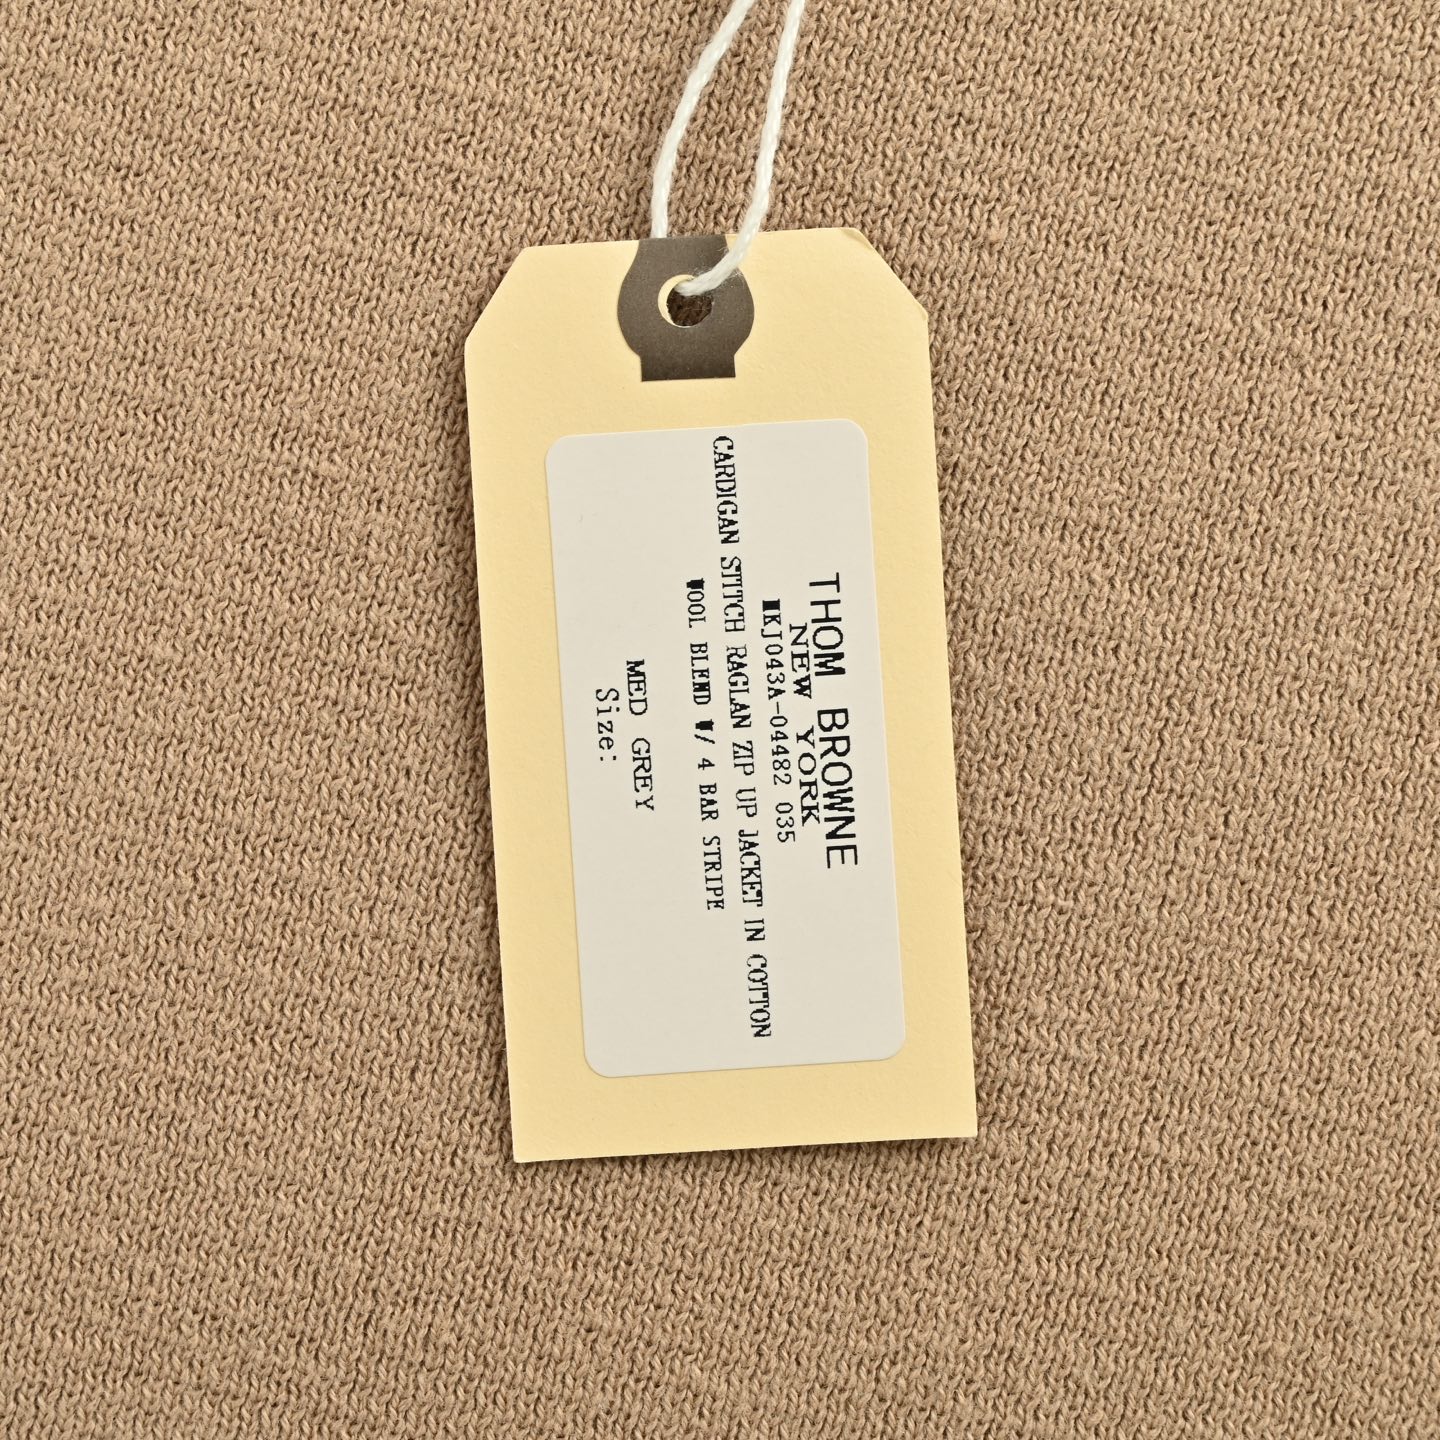 THOM BROWNE
NEW YORK
MKJ043A-04482 035
CARDIGAN STITCH RAGLAN ZIP UP JACKET IN COTTON
WOOL BLEND W/ 4 BAR STRIPE
MED GREY
Size: